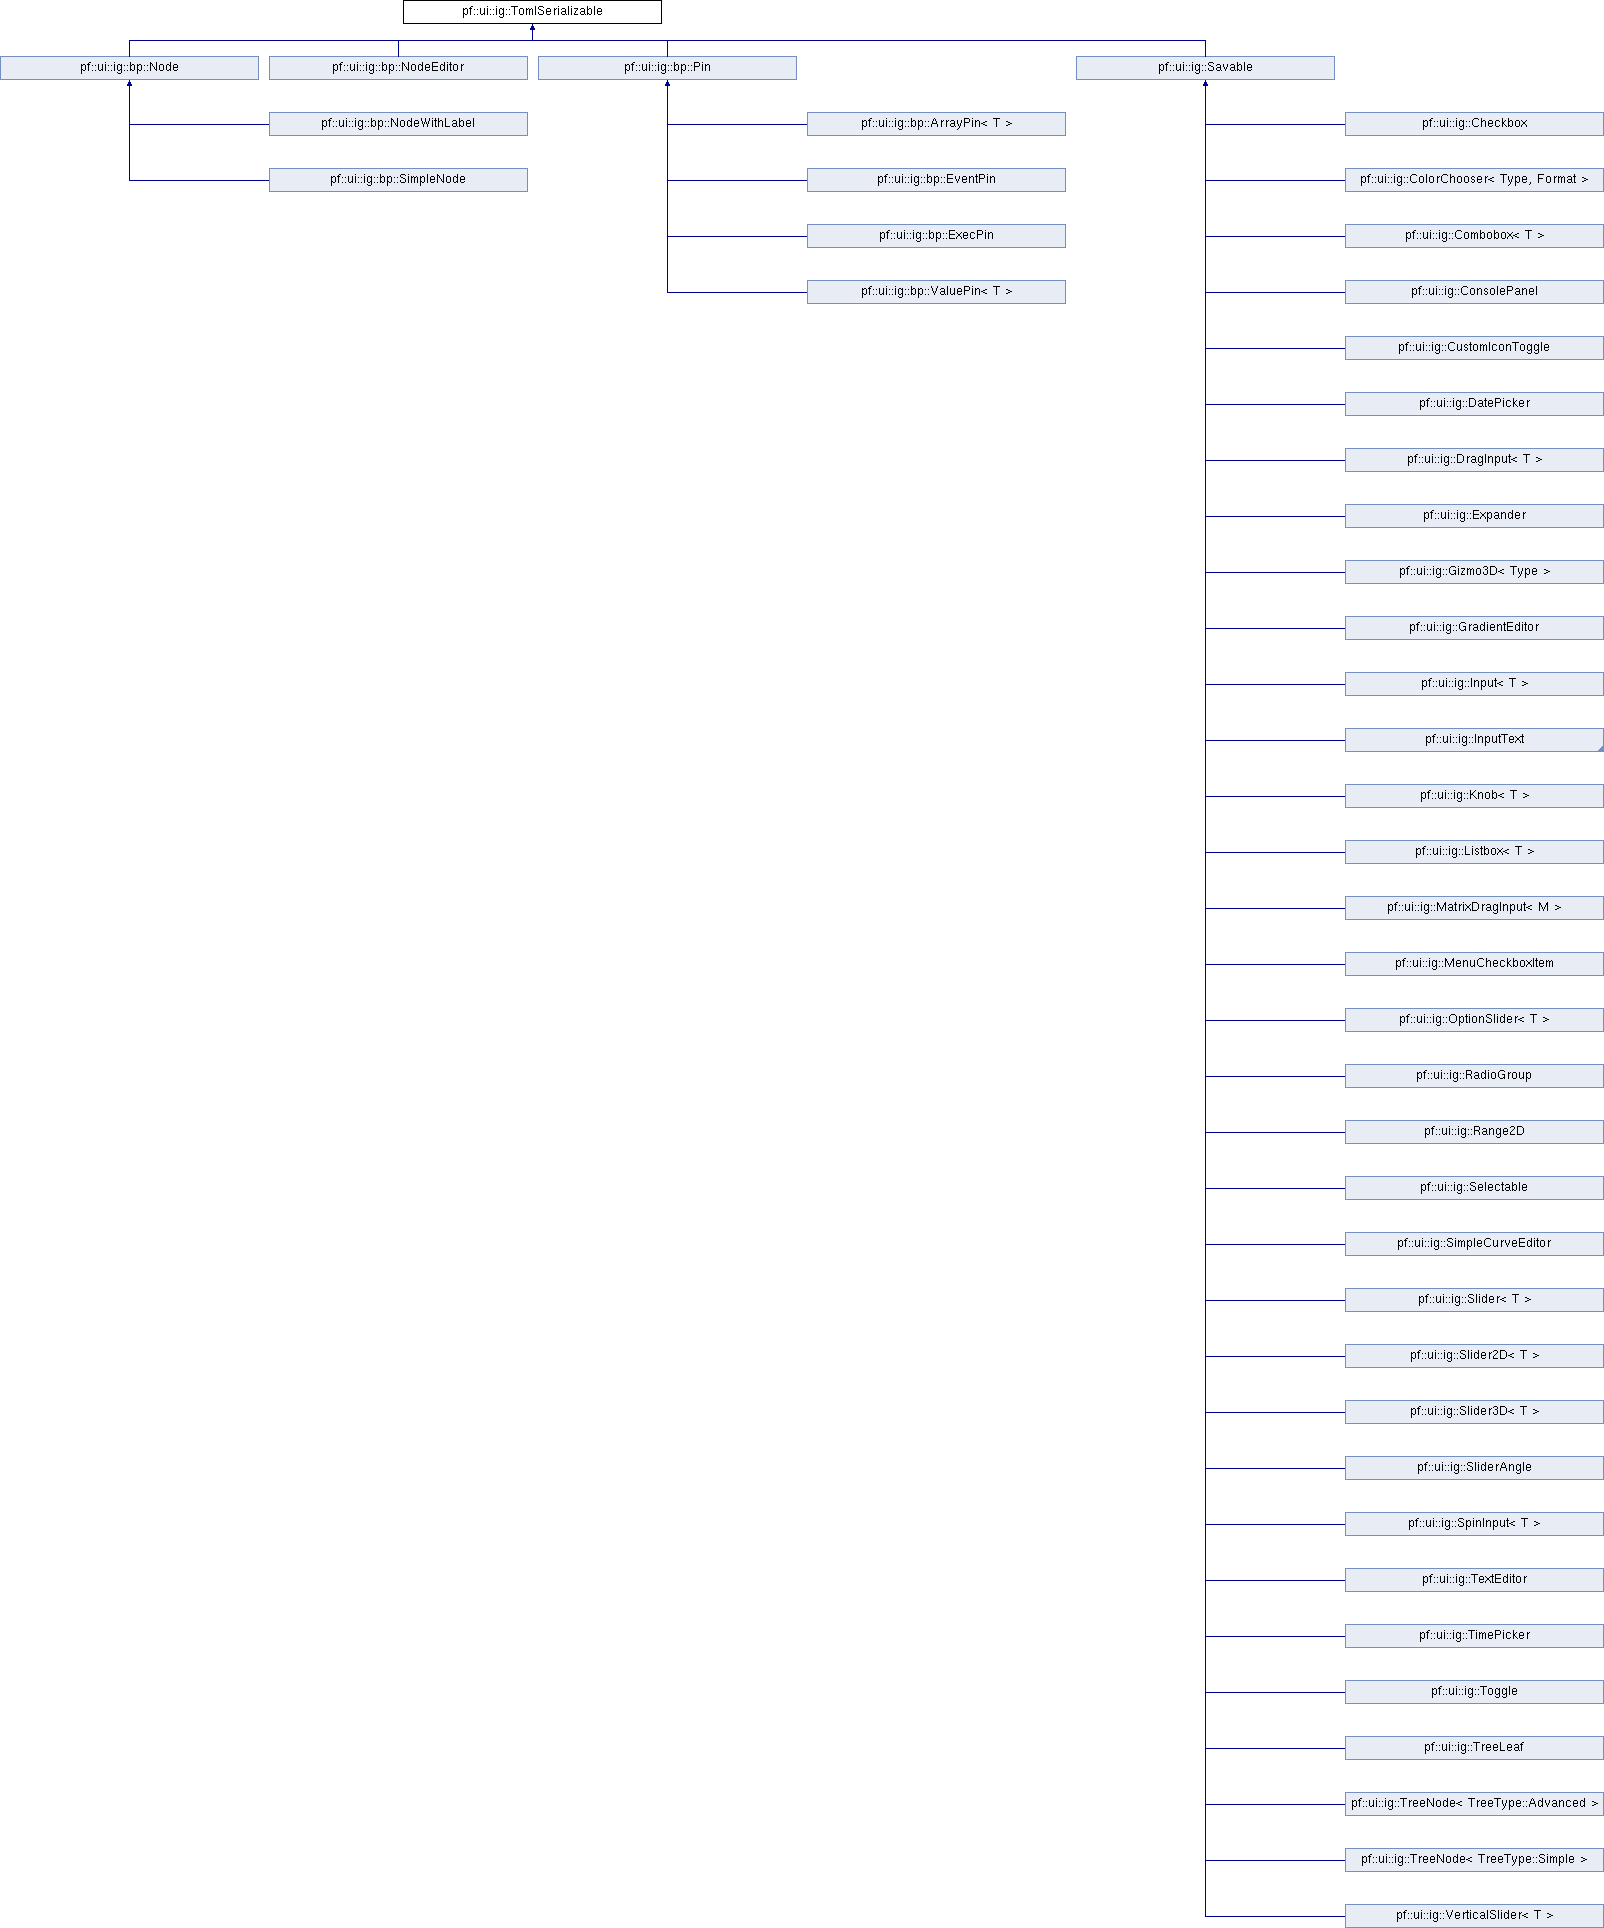 pf::ui::ig::TomlSerializable
pf::ui::ig::bp::Node
pf::ui::ig::bp::NodeEditor
pf::ui::ig::bp::Pin
pf::ui::ig::Savable
pf::ui::ig::bp::NodeWithLabel
pf::ui::ig::bp::ArrayPin< T >
pf::ui::ig::Checkbox
pf::ui::ig::bp::SimpleNode
pf::ui::ig::bp::EventPin
pf::ui::ig::ColorChooser< Type, Format >
pf::ui::ig::bp::ExecPin
pf::ui::ig::Combobox< T >
pf::ui::ig::bp::ValuePin< T >
pf::ui::ig::ConsolePanel
pf::ui::ig::CustomIconToggle
pf::ui::ig::DatePicker
pf::ui::ig::DragInput< T >
pf::ui::ig::Expander
pf::ui::ig::Gizmo3D< Type >
pf::ui::ig::GradientEditor
pf::ui::ig::Input< T >
pf::ui::ig::InputText
pf::ui::ig::Knob< T >
pf::ui::ig::Listbox< T >
pf::ui::ig::MatrixDragInput< M >
pf::ui::ig::MenuCheckboxItem
pf::ui::ig::OptionSlider< T >
pf::ui::ig::RadioGroup
pf::ui::ig::Range2D
pf::ui::ig::Selectable
pf::ui::ig::SimpleCurveEditor
pf::ui::ig::Slider< T >
pf::ui::ig::Slider2D< T >
pf::ui::ig::Slider3D< T >
pf::ui::ig::SliderAngle
pf::ui::ig::SpinInput< T >
pf::ui::ig::TextEditor
pf::ui::ig::TimePicker
pf::ui::ig::Toggle
pf::ui::ig::TreeLeaf
pf::ui::ig::TreeNode< TreeType::Advanced >
pf::ui::ig::TreeNode< TreeType::Simple >
pf::ui::ig::VerticalSlider< T >